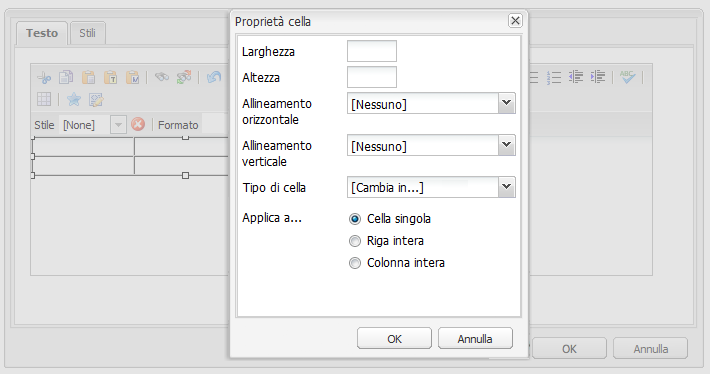 Proprietà cella
Testo
Stili
Larghezza
Altezza
Allineamento
orizzontale
[Nessuno]
Stile [None] Formato
Allineamento
verticale
[Nessuno]
Tipo di cella
[Cambia in...]
Applica a...
Cella singola
Riga intera
Colonna intera
OK
Annulla
OK
Annulla